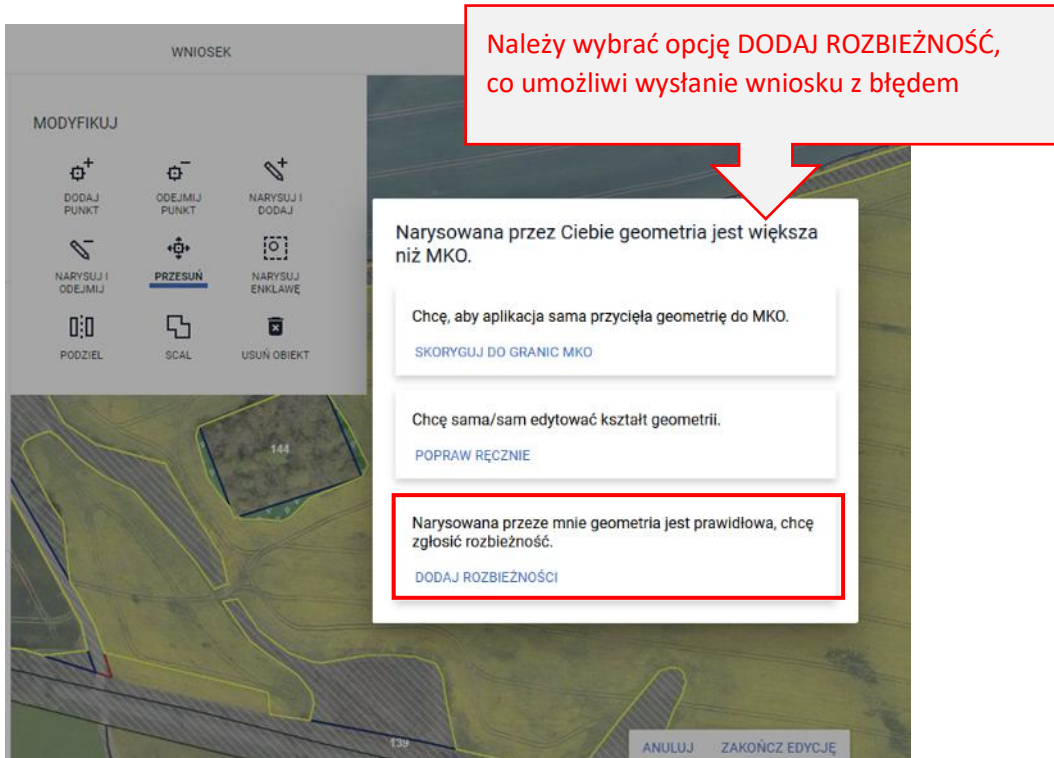 Należy wybrać opcję DODAJ ROZBIEŻNOŚĆ,
co umożliwi wysłanie wniosku z błędem
WNIOSEK
MODYFIKUJ
DODAJ
PUNKT
ODEJMIJ
PUNKT
NARYSUJ I
DODAJ
NARYSUJ I
ODEJMIJ
PRZESUŃ
NARYSUJ
ENKLAWĘ
PODZIEL
SCAL
USUŃ OBIEKT
Narysowana przez Ciebie geometria jest większa
niż MKO.
Chcę, aby aplikacja sama przycięła geometrię do MKO.
SKORYGUJ DO GRANIC MKO
Chcę sama/sam edytować kształt geometrii.
POPRAW RĘCZNIE
Narysowana przeze mnie geometria jest prawidłowa, chcę
zgłosić rozbieżność.
DODAJ ROZBIEŻNOŚCI
144
139
ANULUJ
ZAKOŃCZ EDYCJĘ